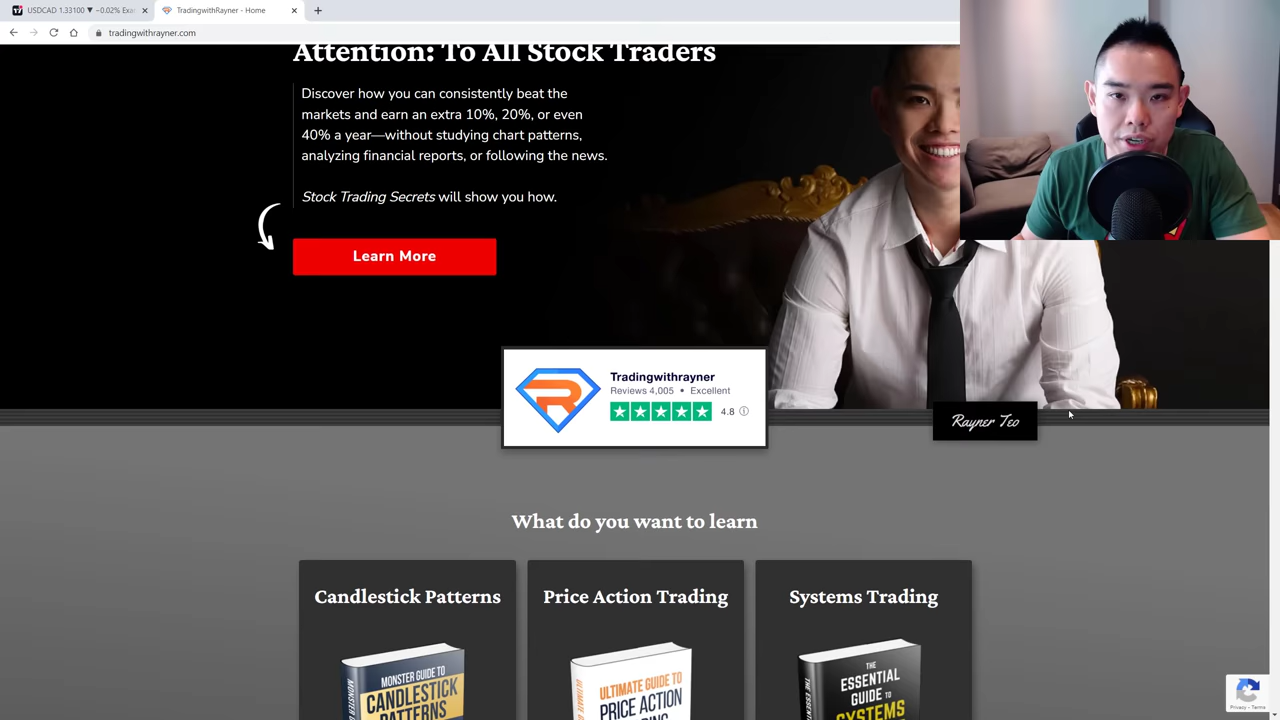 USDCAD 1.33100 ▼ −0.02%
TradingwithRayner - Home
tradingwithrayner.com
Attention: To All Stock Traders
Discover how you can consistently beat the
markets and earn an extra 10%, 20%, or even
40% a year—without studying chart patterns,
analyzing financial reports, or following the news.
Stock Trading Secrets will show you how.
Learn More
Tradingwithrayner
Reviews 4,005 • Excellent
4.8
Rayner Teo
What do you want to learn
Candlestick Patterns
Price Action Trading
Systems Trading
MONSTER GUIDE TO
CANDLESTICK
PATTERNS
ULTIMATE GUIDE TO
PRICE ACTION
THE
ESSENTIAL
GUIDE TO
SYSTEMS
Privacy - Terms